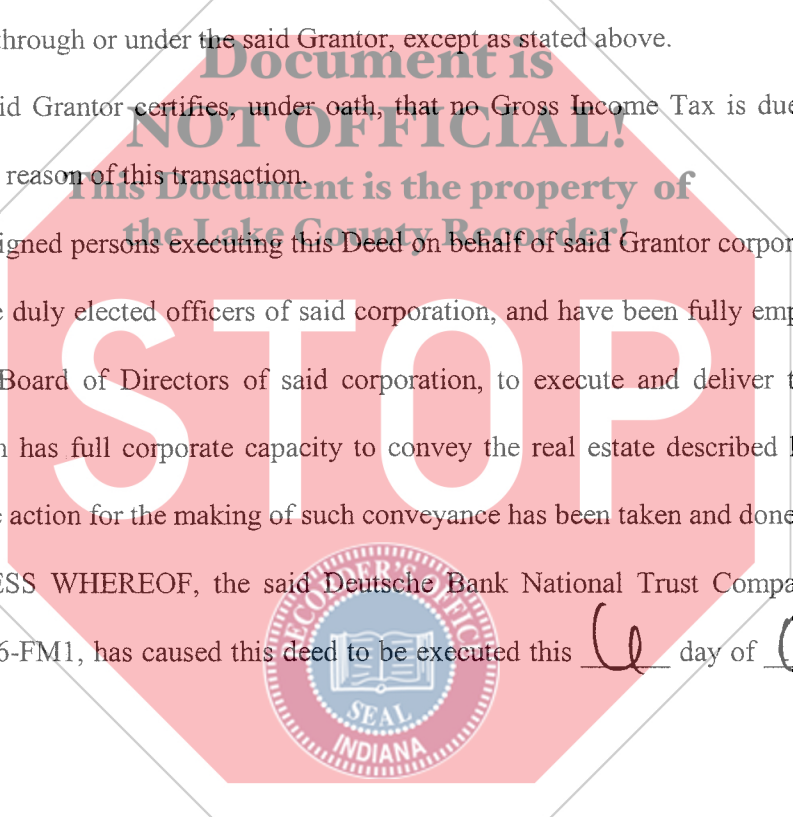 through or under the said Grantor, except as stated above.
Document is
id Grantor certifies, under oath, that no Gross Income Tax is due
NOT OFFICIAL!
reason of this transaction.
This Document is the property of
the Lake County Recorder!
igned persons executing this Deed on behalf of said Grantor corpor
e duly elected officers of said corporation, and have been fully emp
STOP
Board of Directors of said corporation, to execute and deliver t
n has full corporate capacity to convey the real estate described
e action for the making of such conveyance has been taken and done
ESS WHEREOF, the said Deutsche Bank National Trust Compa
6-FM1, has caused this deed to be executed this 6 day of
RECORDER'S OFFICE
SEAL
INDIANA